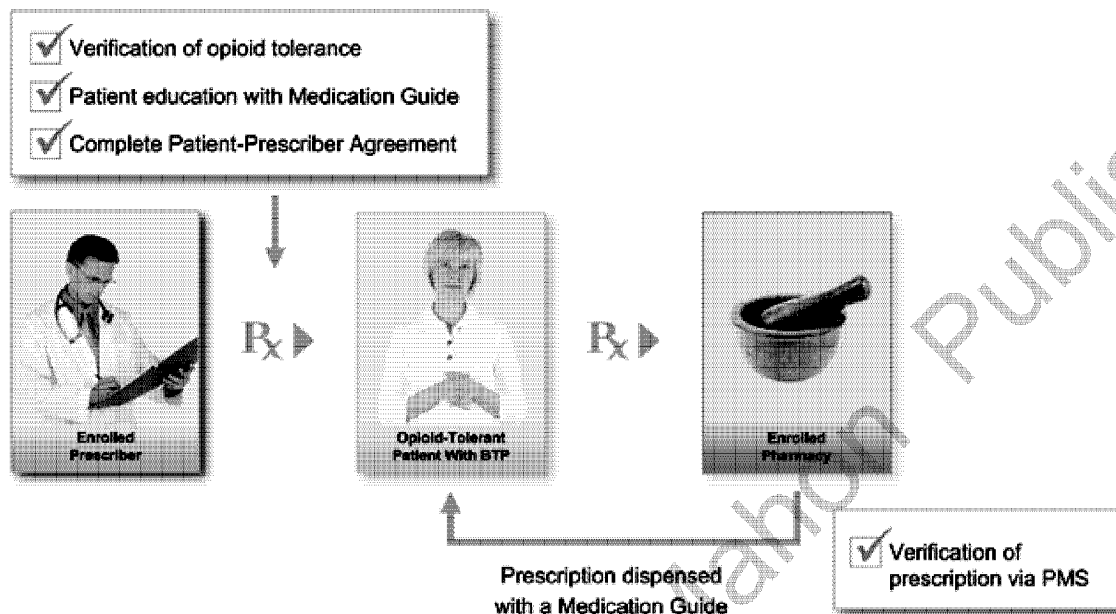 Verification of opioid tolerance
Patient education with Medication Guide
Complete Patient-Prescriber Agreement
Enrolled
Prescriber
Rx
Opioid-Tolerant
Patient With BTP
Rx
Enrolled
Pharmacy
Prescription dispensed
with a Medication Guide
Verification of
prescription via PMS